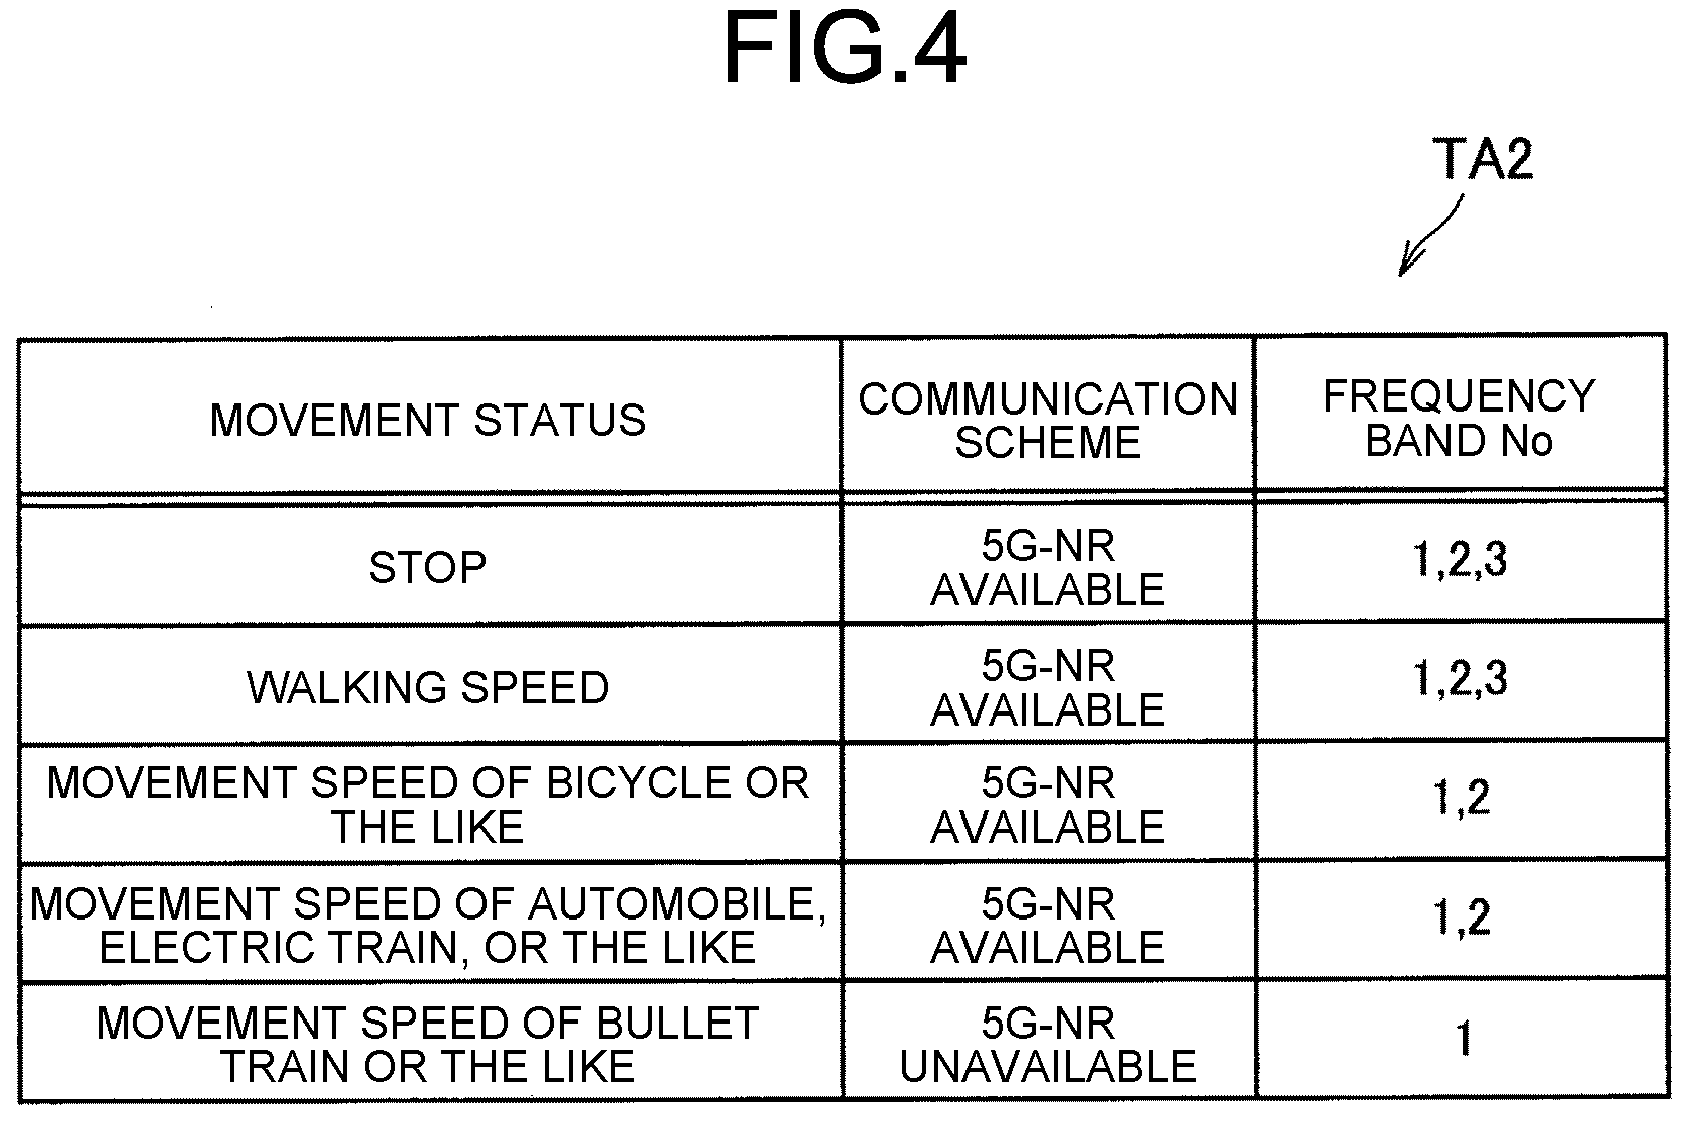 FIG.4
TA2
MOVEMENT STATUS
COMMUNICATION
SCHEME
FREQUENCY
BAND No
STOP
5G-NR
AVAILABLE
1,2,3
WALKING SPEED
5G-NR
AVAILABLE
1,2,3
MOVEMENT SPEED OF BICYCLE OR
THE LIKE
5G-NR
AVAILABLE
1,2
MOVEMENT SPEED OF AUTOMOBILE,
ELECTRIC TRAIN, OR THE LIKE
5G-NR
AVAILABLE
1,2
MOVEMENT SPEED OF BULLET
TRAIN OR THE LIKE
5G-NR
UNAVAILABLE
1